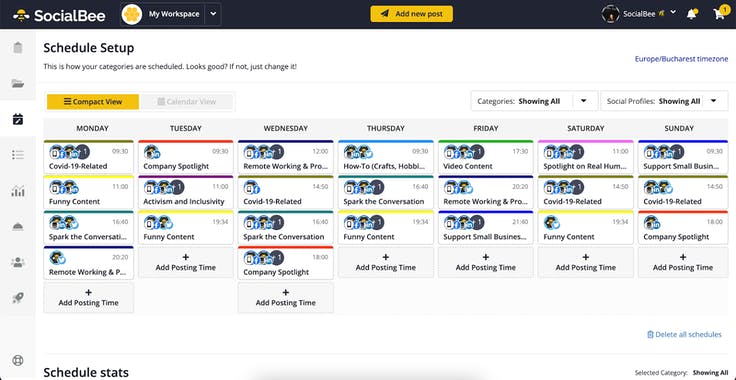 SocialBee
My Workspace
Add new post
SocialBee
1
Schedule Setup
This is how your categories are scheduled. Looks good? If not, just change it!
Europe/Bucharest timezone
Compact View
Calendar View
Categories: Showing All
Social Profiles: Showing All
MONDAY
TUESDAY
WEDNESDAY
THURSDAY
FRIDAY
SATURDAY
SUNDAY
1 09:30
Covid-19-Related
09:30
Company Spotlight
1 12:00
Remote Working & Pro...
09:30
How-To (Crafts, Hobbi...
1 17:30
Video Content
11:00
Spotlight on Real Hum...
1 09:30
Support Small Busin...
11:00
Funny Content
1 11:00
Activism and Inclusivity
14:50
Covid-19-Related
1 16:40
Spark the Conversation
20:20
Remote Working & Pro...
1 14:50
Covid-19-Related
14:50
Covid-19-Related
16:40
Spark the Conversati...
19:34
Funny Content
1 16:40
Spark the Conversation
1 19:34
Funny Content
1 21:40
Support Small Business...
19:34
Funny Content
18:00
Company Spotlight
20:20
Remote Working & P...
+
Add Posting Time
1 18:00
Company Spotlight
+
Add Posting Time
+
Add Posting Time
+
Add Posting Time
+
Add Posting Time
+
Add Posting Time
+
Add Posting Time
Delete all schedules
Schedule stats
Selected Category: Showing All